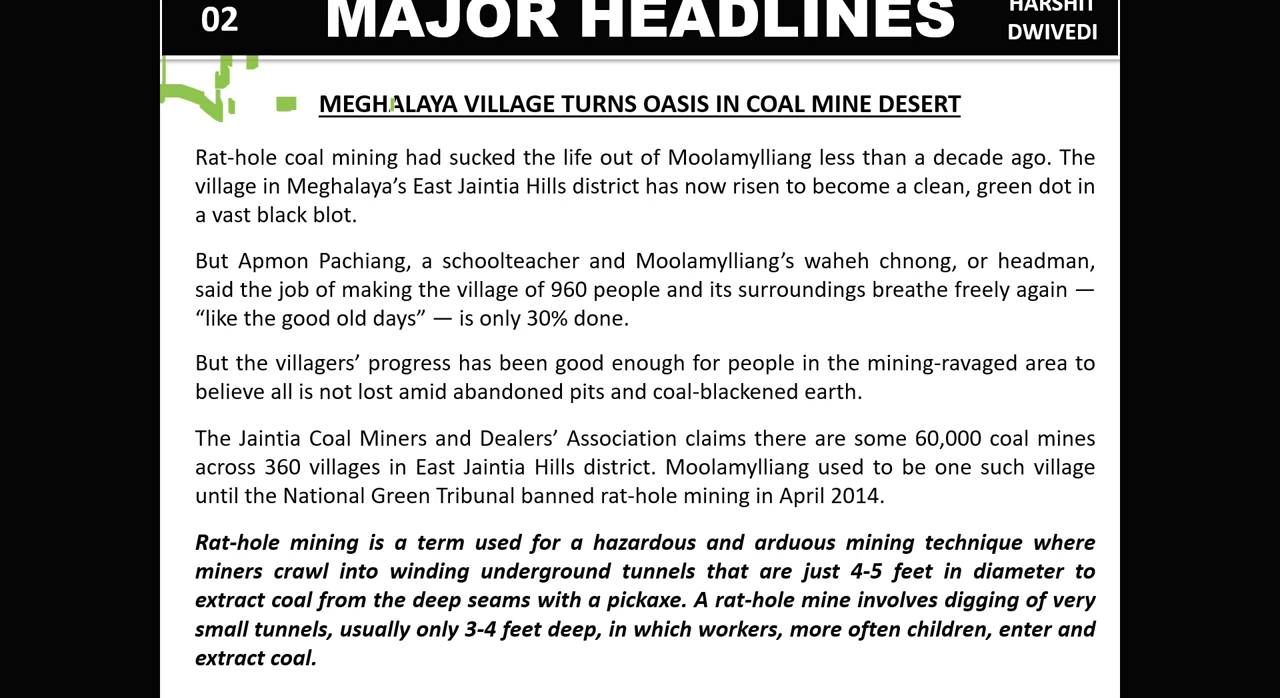 02
MAJOR HEADLINES
HARSHIT
DWIVEDI
MEGHALAYA VILLAGE TURNS OASIS IN COAL MINE DESERT
Rat-hole coal mining had sucked the life out of Moolamylliang less than a decade ago. The
village in Meghalaya’s East Jaintia Hills district has now risen to become a clean, green dot in
a vast black blot.
But Apmon Pachiang, a schoolteacher and Moolamylliang’s waheh chnong, or headman,
said the job of making the village of 960 people and its surroundings breathe freely again —
“like the good old days” — is only 30% done.
But the villagers’ progress has been good enough for people in the mining-ravaged area to
believe all is not lost amid abandoned pits and coal-blackened earth.
The Jaintia Coal Miners and Dealers’ Association claims there are some 60,000 coal mines
across 360 villages in East Jaintia Hills district. Moolamylliang used to be one such village
until the National Green Tribunal banned rat-hole mining in April 2014.
Rat-hole mining is a term used for a hazardous and arduous mining technique where
miners crawl into winding underground tunnels that are just 4-5 feet in diameter to
extract coal from the deep seams with a pickaxe. A rat-hole mine involves digging of very
small tunnels, usually only 3-4 feet deep, in which workers, more often children, enter and
extract coal.